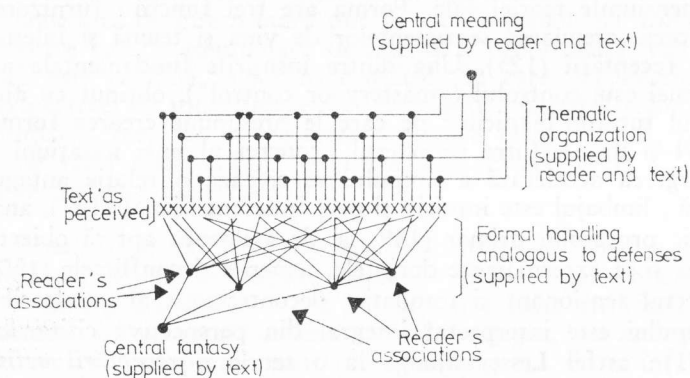 Central meaning
(supplied by reader and text)
Thematic
organization
(supplied by
reader and text)
Text as
perceived
XXXXXXXXXXXXXXXXXXXXXXXXXXXXXX
Formal handling
analogous to defenses
(supplied by text)
Reader's
associations
Reader's
associations
Central fantasy
(supplied by text)